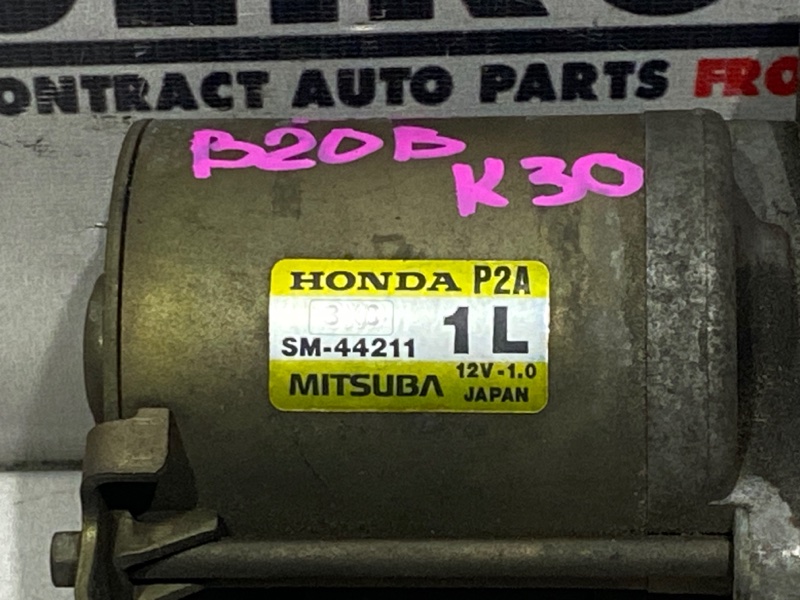 CONTRACT AUTO PARTS FRO
B20B
K30
HONDA P2A
1L
SM-44211
MITSUBA
12V-1.0
JAPAN